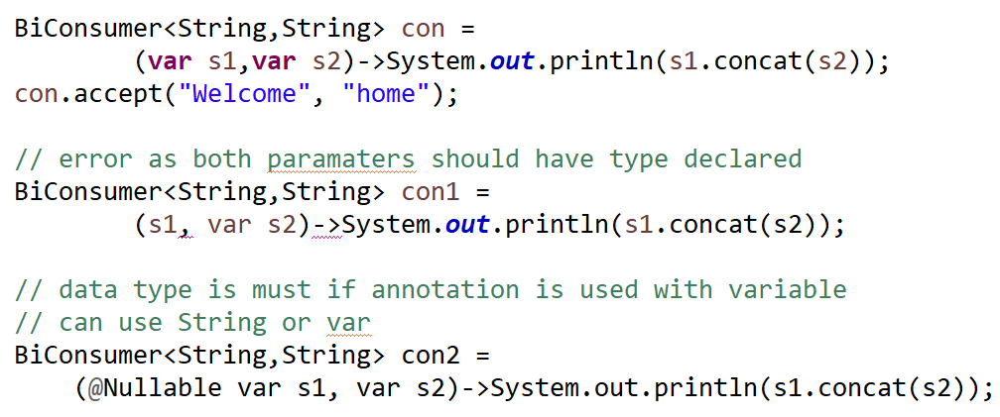 BiConsumer<String,String> con =
(var s1,var s2)->System.out.println(s1.concat(s2));
con.accept("Welcome", "home");
// error as both paramaters should have type declared
BiConsumer<String,String> con1 =
(s1, var s2)->System.out.println(s1.concat(s2));
// data type is must if annotation is used with variable
// can use String or var
BiConsumer<String,String> con2 =
(@Nullable var s1, var s2)->System.out.println(s1.concat(s2));